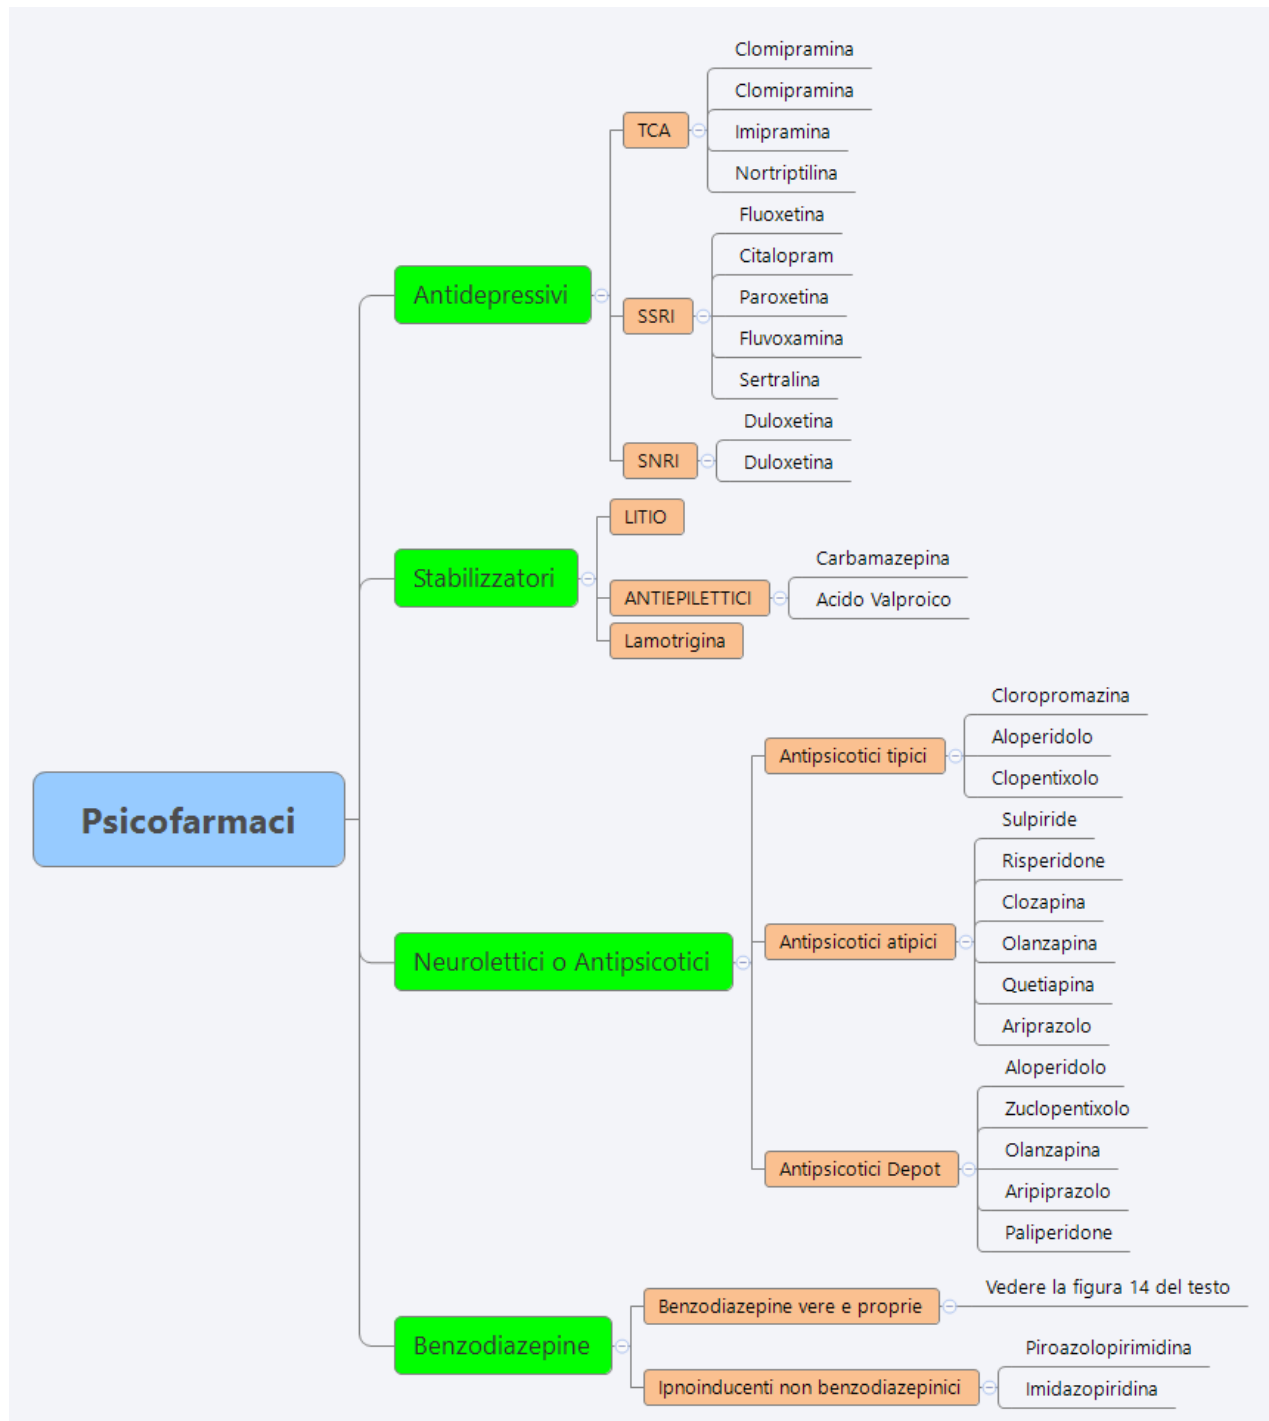 Psicofarmaci
Antidepressivi
TCA
Clomipramina
Clomipramina
Imipramina
Nortriptilina
SSRI
Fluoxetina
Citalopram
Paroxetina
Fluvoxamina
Sertralina
SNRI
Duloxetina
Duloxetina
Stabilizzatori
LITIO
ANTIEPILETTICI
Carbamazepina
Acido Valproico
Lamotrigina
Neurolettici o Antipsicotici
Antipsicotici tipici
Cloropromazina
Aloperidolo
Clopentixolo
Antipsicotici atipici
Sulpiride
Risperidone
Clozapina
Olanzapina
Quetiapina
Ariprazolo
Antipsicotici Depot
Aloperidolo
Zuclopentixolo
Olanzapina
Aripiprazolo
Paliperidone
Benzodiazepine
Benzodiazepine vere e proprie
Vedere la figura 14 del testo
Ipnoinducenti non benzodiazepinici
Piroazolopirimidina
Imidazopiridina